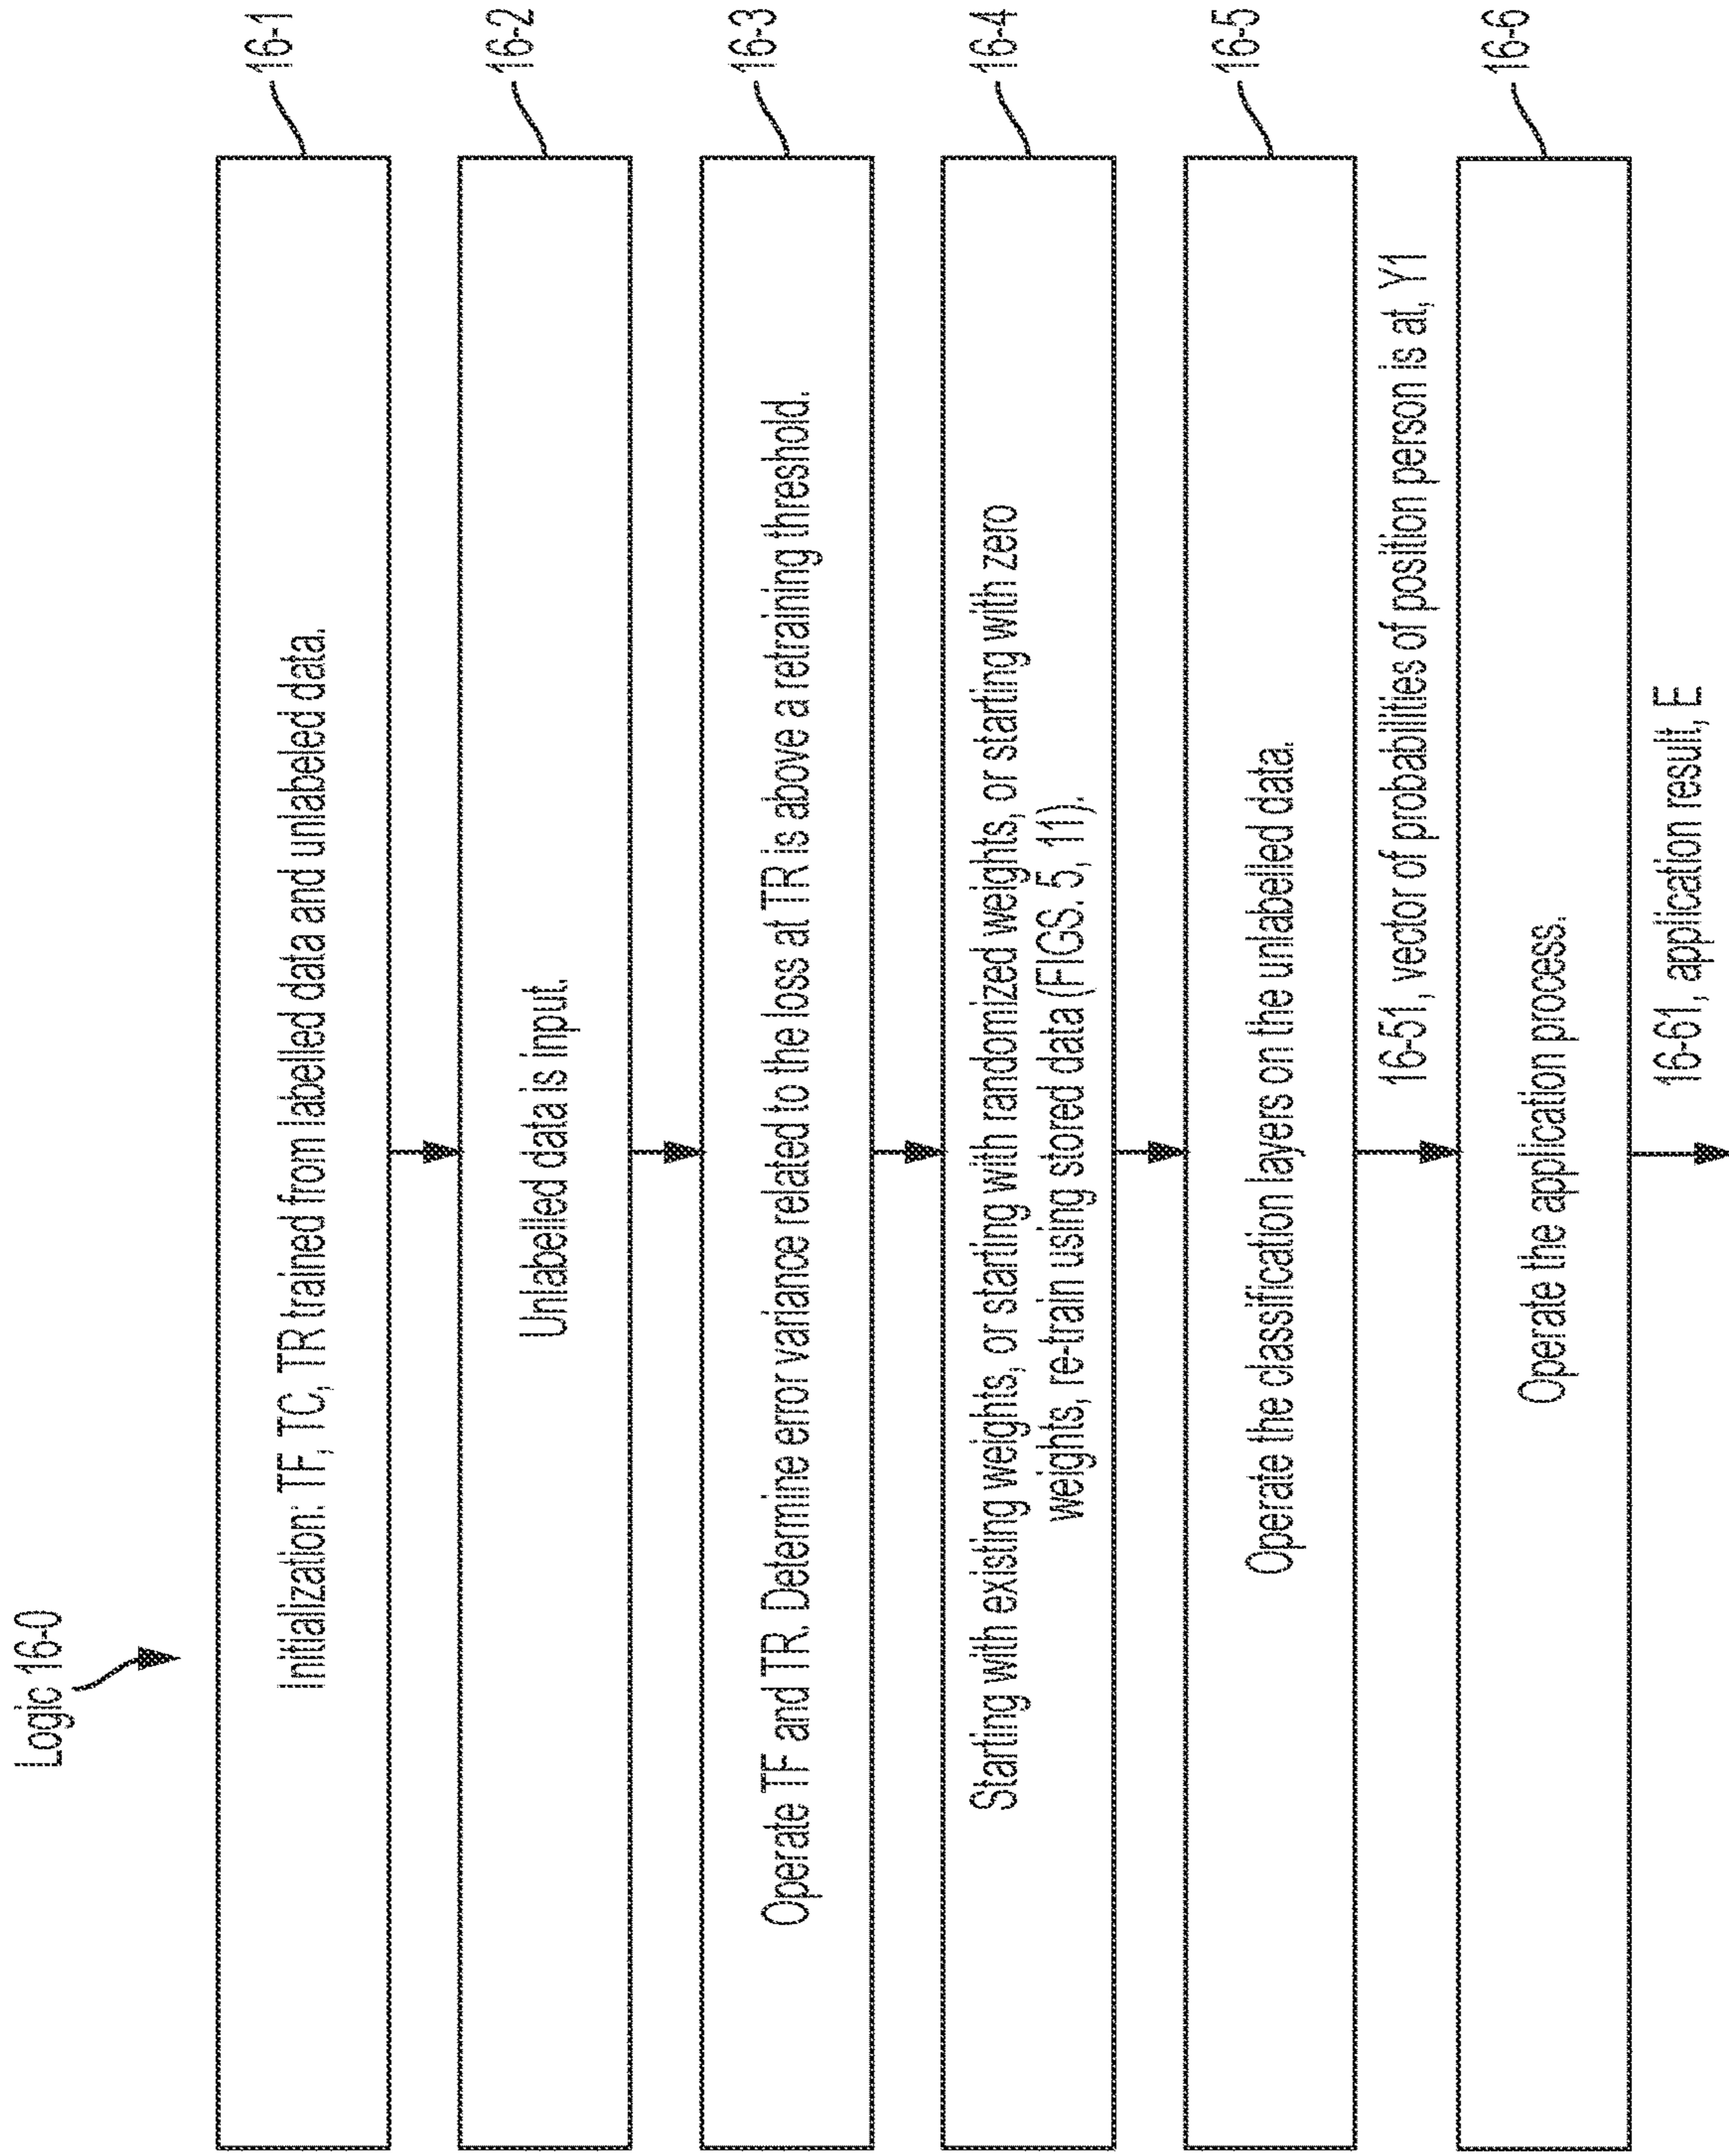 Logic 16-0
16-1
Initialization: TF, TC, TR trained from labelled data and unlabeled data.
16-2
Unlabelled data is input.
16-3
Operate TF and TR. Determine error variance related to the loss at TR is above a retraining threshold.
16-4
Starting with existing weights, or starting with randomized weights, or starting with zero
weights, re-train using stored data (FIGS. 5, 11).
16-5
Operate the classification layers on the unlabelled data.
16-51, vector of probabilities of position person is at, Y1
16-6
Operate the application process.
16-61, application result, E